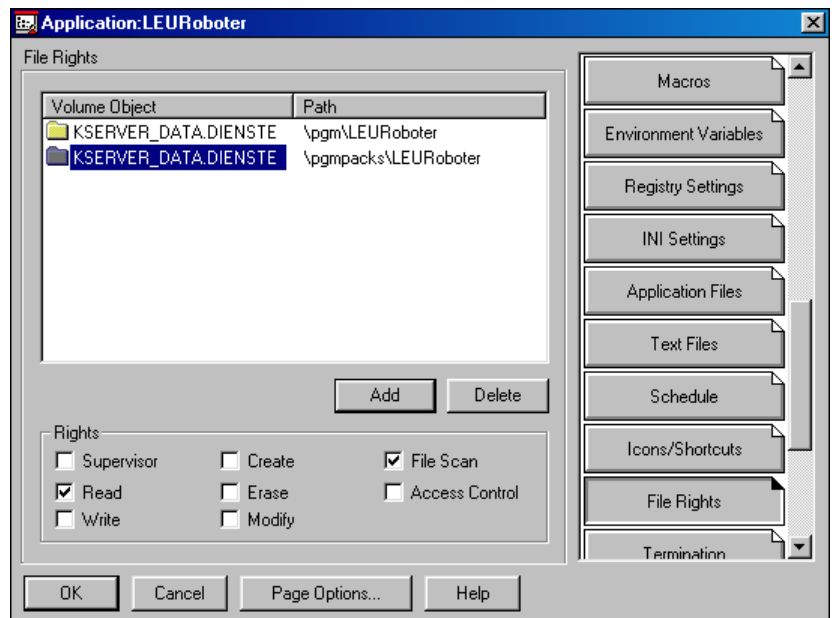 Application:LEURoboter
File Rights
Volume Object Path
KSERVER_DATA.DIENSTE \pgm\LEURoboter
KSERVER_DATA.DIENSTE \pgmpacks\LEURoboter
Add Delete
Rights
Supervisor Create File Scan
Read Erase Access Control
Write Modify
Macros
Environment Variables
Registry Settings
INI Settings
Application Files
Text Files
Schedule
Icons/Shortcuts
File Rights
Termination
OK Cancel Page Options... Help